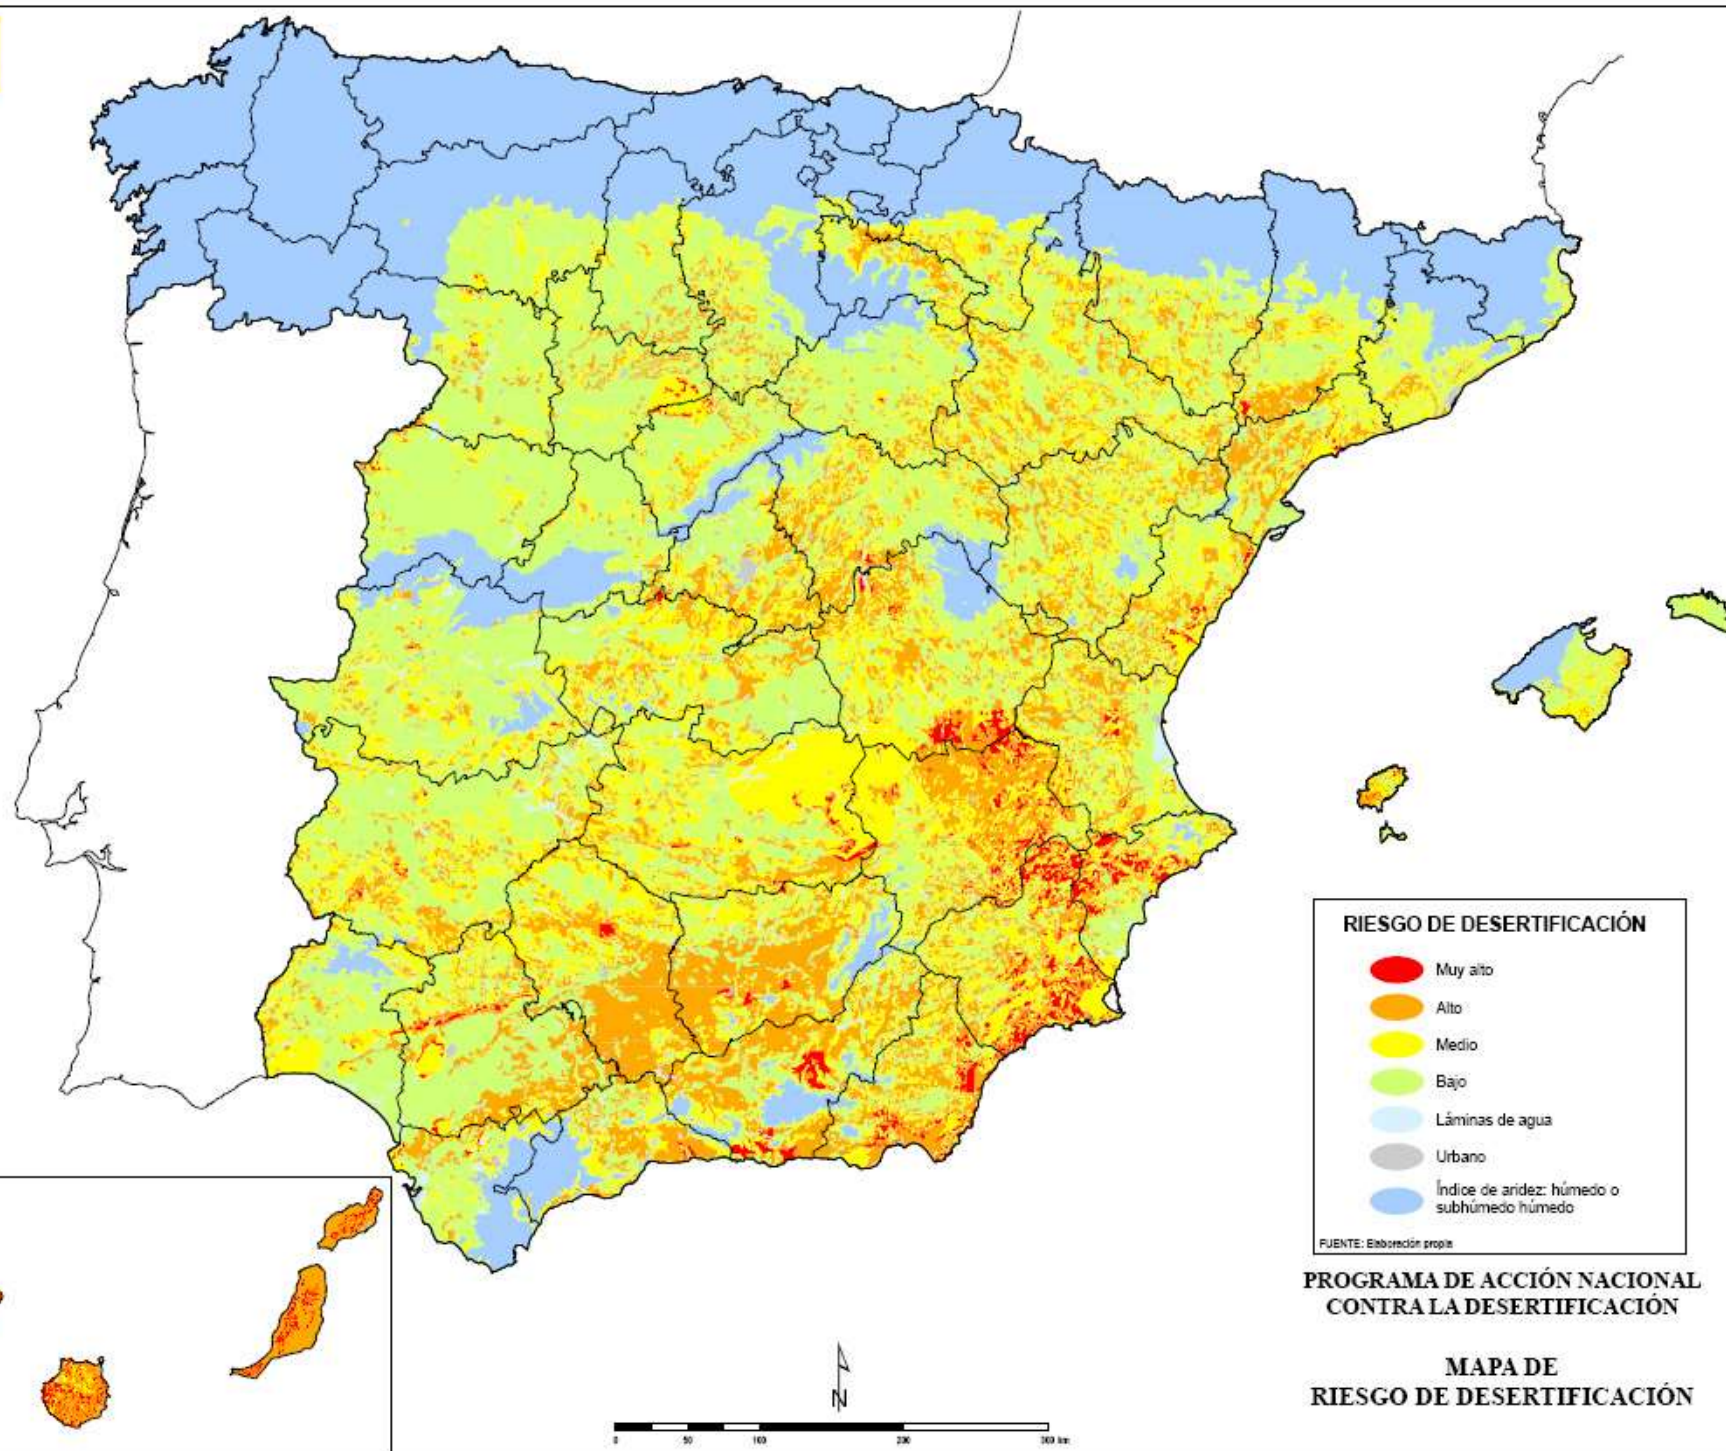 RIESGO DE DESERTIFICACIÓN
Muy alto
Alto
Medio
Bajo
Láminas de agua
Urbano
Índice de aridez: húmedo o
subhúmedo húmedo
FUENTE: Elaboración propia
PROGRAMA DE ACCIÓN NACIONAL
CONTRA LA DESERTIFICACIÓN
MAPA DE
RIESGO DE DESERTIFICACIÓN
N
0 50 100 200 300 km